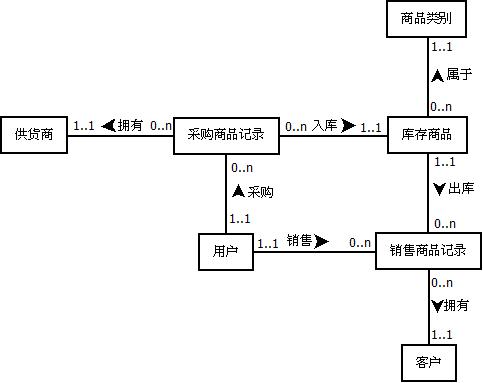 商品类别
1..1
属于
0..n
供货商
1..1
拥有
0..n
采购商品记录
0..n
入库
1..1
库存商品
0..n
1..1
采购
出库
1..1
0..n
用户
1..1
销售
0..n
销售商品记录
0..n
拥有
1..1
客户